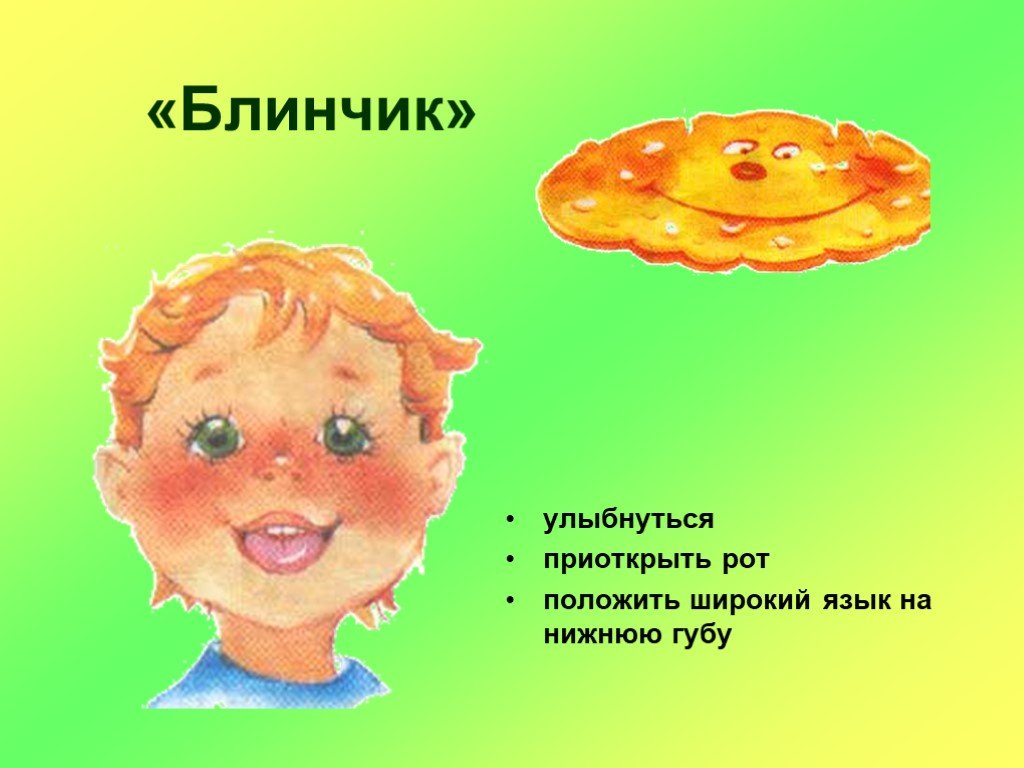 «Блинчик»
• улыбнуться
• приоткрыть рот
• положить широкий язык на
нижнюю губу